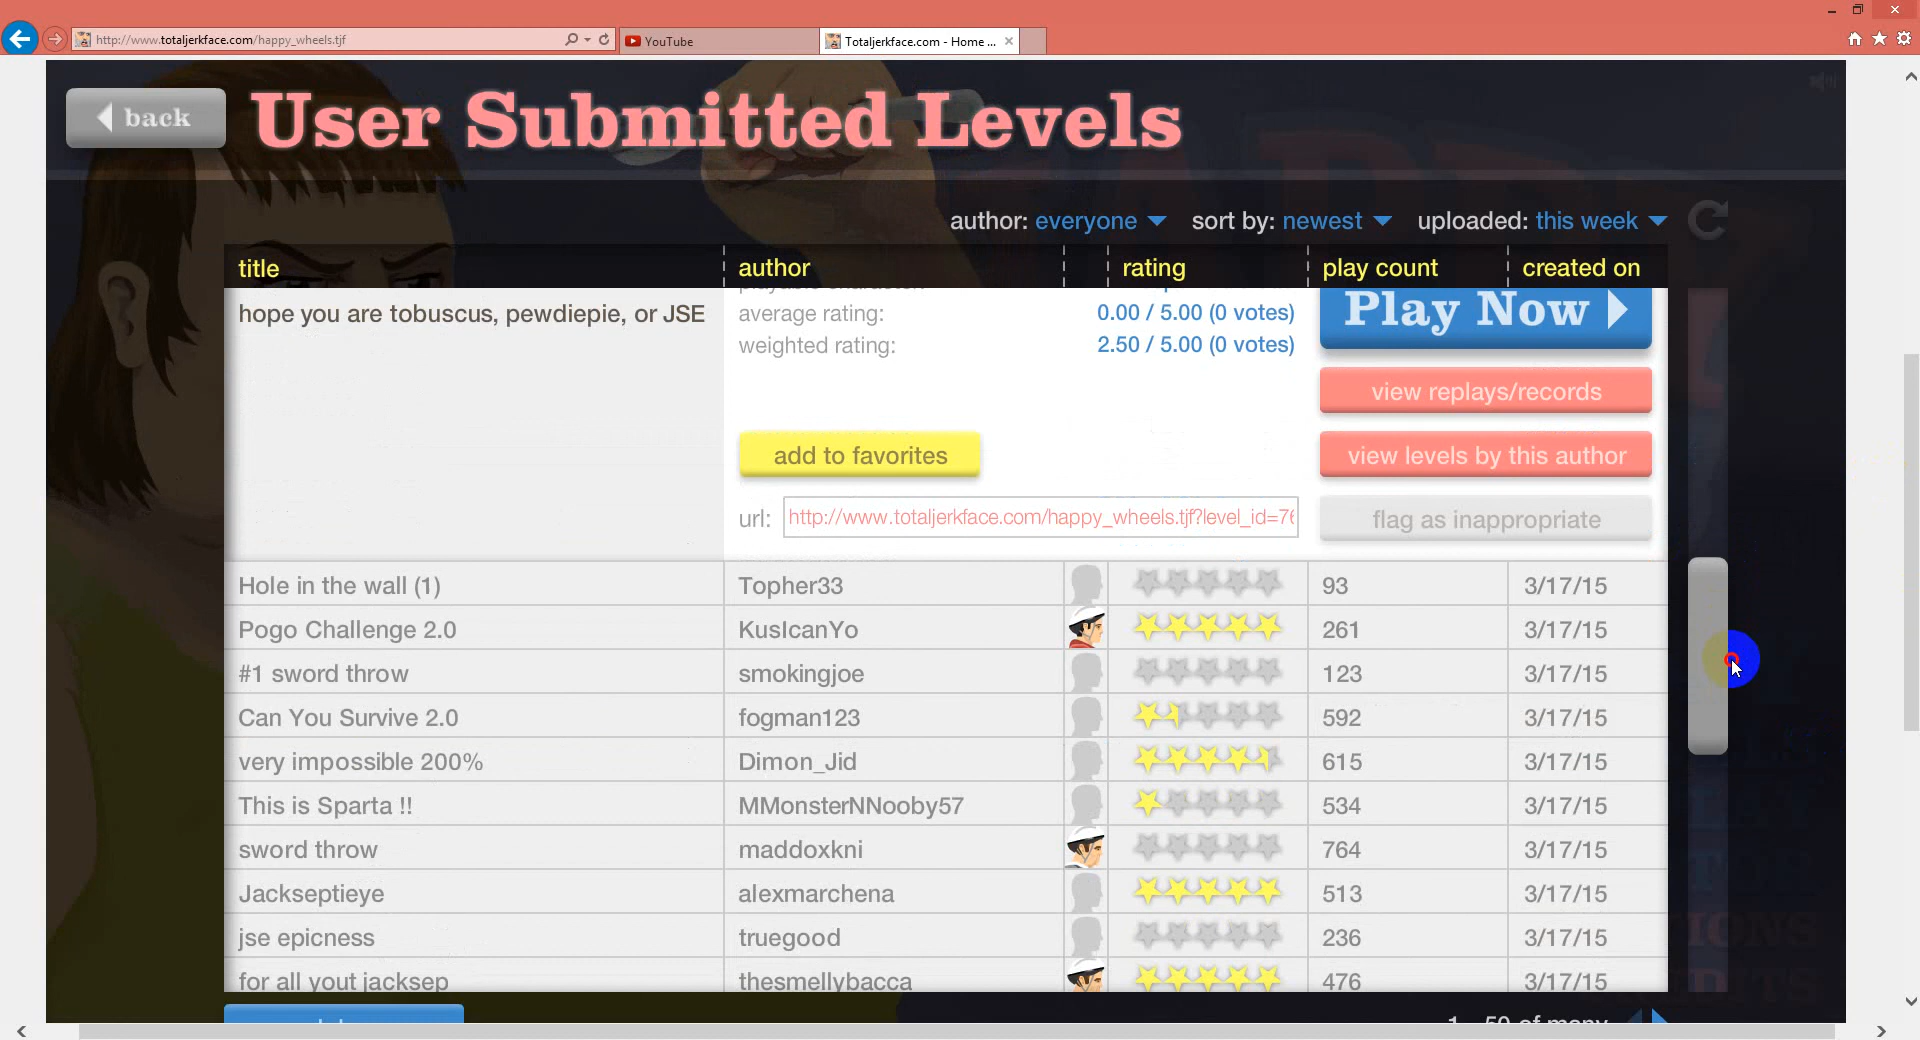 http://www.totaljerkface.com/happy_wheels.tjf
YouTube
Totaljerkface.com - Home ...
back
User Submitted Levels
author: everyone
sort by: newest
uploaded: this week
title
author
rating
play count
created on
hope you are tobuscus, pewdiepie, or JSE
average rating:
0.00 / 5.00 (0 votes)
weighted rating:
2.50 / 5.00 (0 votes)
Play Now
view replays/records
add to favorites
view levels by this author
url: http://www.totaljerkface.com/happy_wheels.tjf?level_id=76
flag as inappropriate
Hole in the wall (1) Topher33 93 3/17/15
Pogo Challenge 2.0 KusIcanYo 261 3/17/15
#1 sword throw smokingjoe 123 3/17/15
Can You Survive 2.0 fogman123 592 3/17/15
very impossible 200% Dimon_Jid 615 3/17/15
This is Sparta !! MMonsterNNooby57 534 3/17/15
sword throw maddoxkni 764 3/17/15
Jackseptieye alexmarchena 513 3/17/15
jse epicness truegood 236 3/17/15
for all yout jacksep thesmellybacca 476 3/17/15
1 - 50 of many